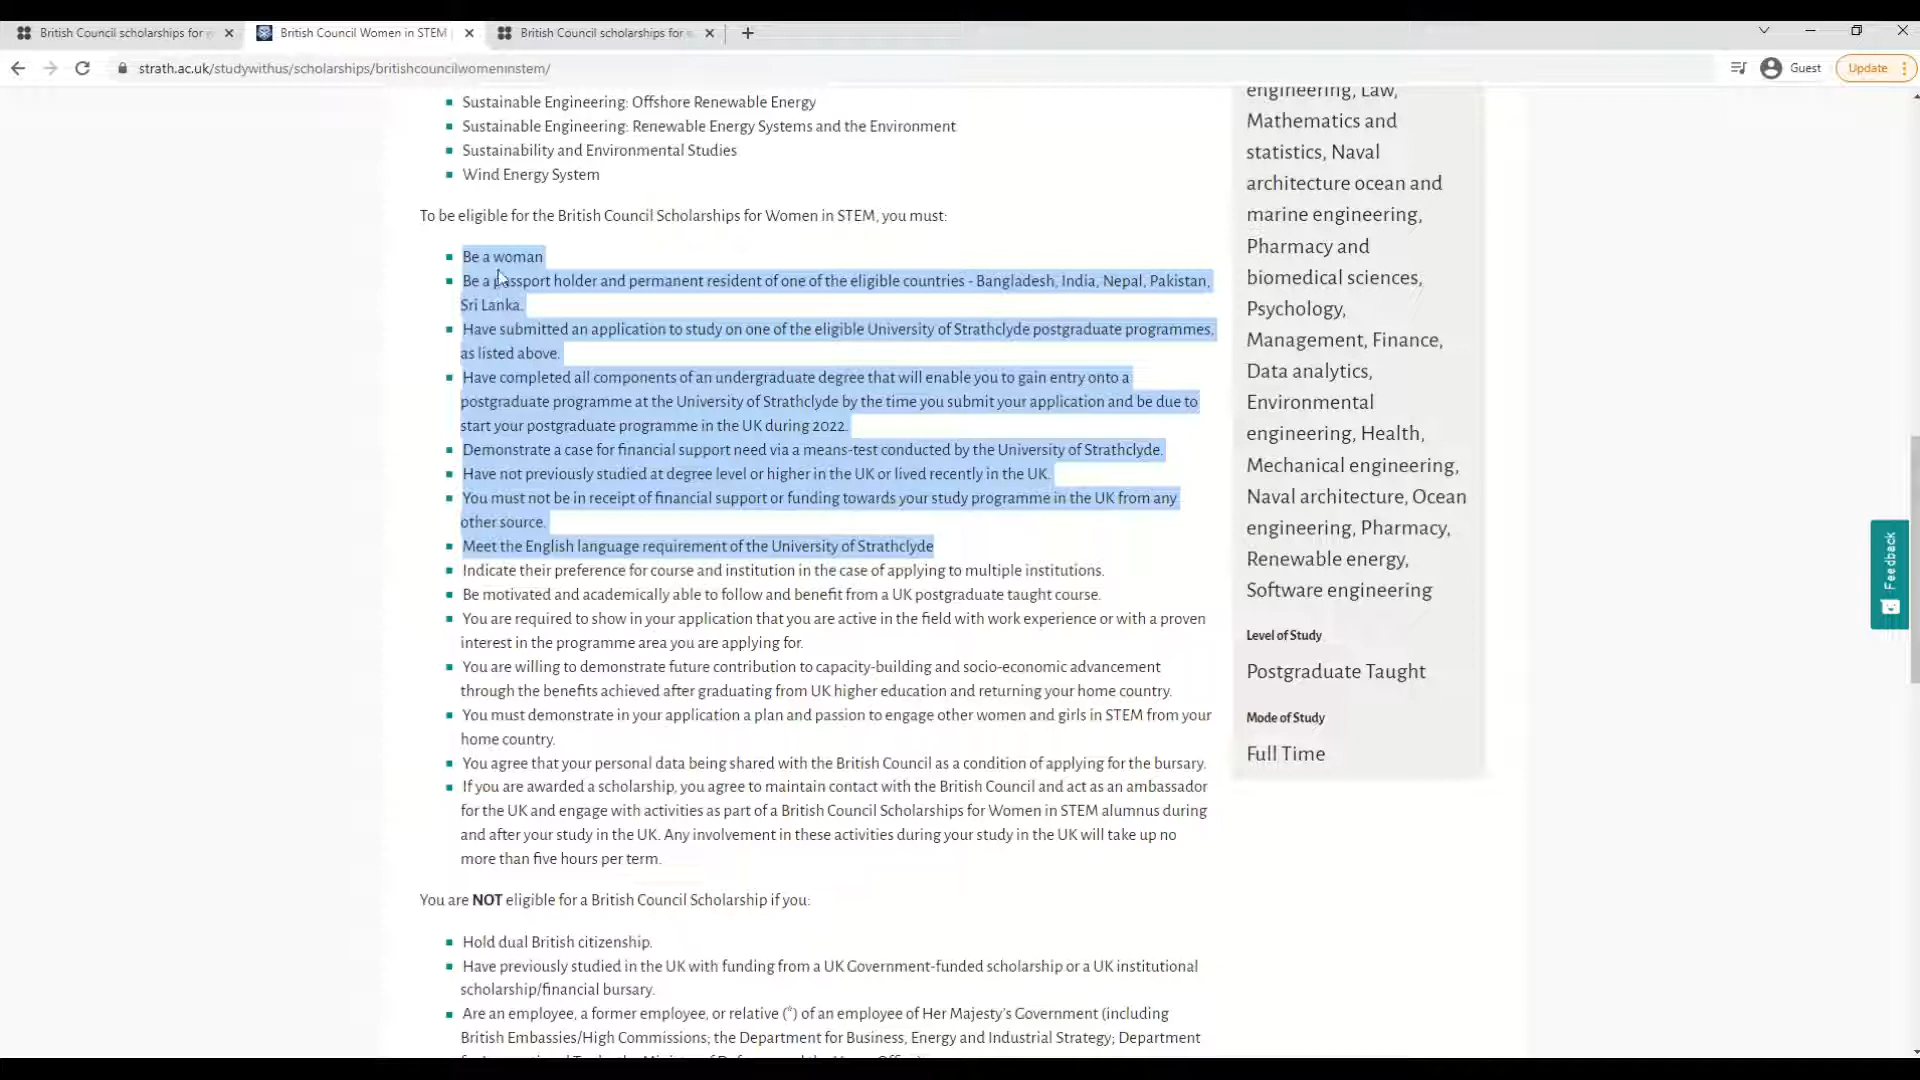 British Council scholarships for
British Council Women in STEM
British Council scholarships for
strath.ac.uk/studywithus/scholarships/britishcouncilwomeninstem/
Guest
Update
Sustainable Engineering: Offshore Renewable Energy
Sustainable Engineering: Renewable Energy Systems and the Environment
Sustainability and Environmental Studies
Wind Energy System
To be eligible for the British Council Scholarships for Women in STEM, you must:
Be a woman
Be a passport holder and permanent resident of one of the eligible countries - Bangladesh, India, Nepal, Pakistan,
Sri Lanka.
Have submitted an application to study on one of the eligible University of Strathclyde postgraduate programmes,
as listed above.
Have completed all components of an undergraduate degree that will enable you to gain entry onto a
postgraduate programme at the University of Strathclyde by the time you submit your application and be due to
start your postgraduate programme in the UK during 2022.
Demonstrate a case for financial support need via a means-test conducted by the University of Strathclyde.
Have not previously studied at degree level or higher in the UK or lived recently in the UK.
You must not be in receipt of financial support or funding towards your study programme in the UK from any
other source.
Meet the English language requirement of the University of Strathclyde
Indicate their preference for course and institution in the case of applying to multiple institutions.
Be motivated and academically able to follow and benefit from a UK postgraduate taught course.
You are required to show in your application that you are active in the field with work experience or with a proven
interest in the programme area you are applying for.
You are willing to demonstrate future contribution to capacity-building and socio-economic advancement
through the benefits achieved after graduating from UK higher education and returning your home country.
You must demonstrate in your application a plan and passion to engage other women and girls in STEM from your
home country.
You agree that your personal data being shared with the British Council as a condition of applying for the bursary.
If you are awarded a scholarship, you agree to maintain contact with the British Council and act as an ambassador
for the UK and engage with activities as part of a British Council Scholarships for Women in STEM alumnus during
and after your study in the UK. Any involvement in these activities during your study in the UK will take up no
more than five hours per term.
You are NOT eligible for a British Council Scholarship if you:
Hold dual British citizenship.
Have previously studied in the UK with funding from a UK Government-funded scholarship or a UK institutional
scholarship/financial bursary.
Are an employee, a former employee, or relative (*) of an employee of Her Majesty's Government (including
British Embassies/High Commissions; the Department for Business, Energy and Industrial Strategy; Department
engineering, Law,
Mathematics and
statistics, Naval
architecture ocean and
marine engineering,
Pharmacy and
biomedical sciences,
Psychology,
Management, Finance,
Data analytics,
Environmental
engineering, Health,
Mechanical engineering,
Naval architecture, Ocean
engineering, Pharmacy,
Renewable energy,
Software engineering
Level of Study
Postgraduate Taught
Mode of Study
Full Time
Feedback